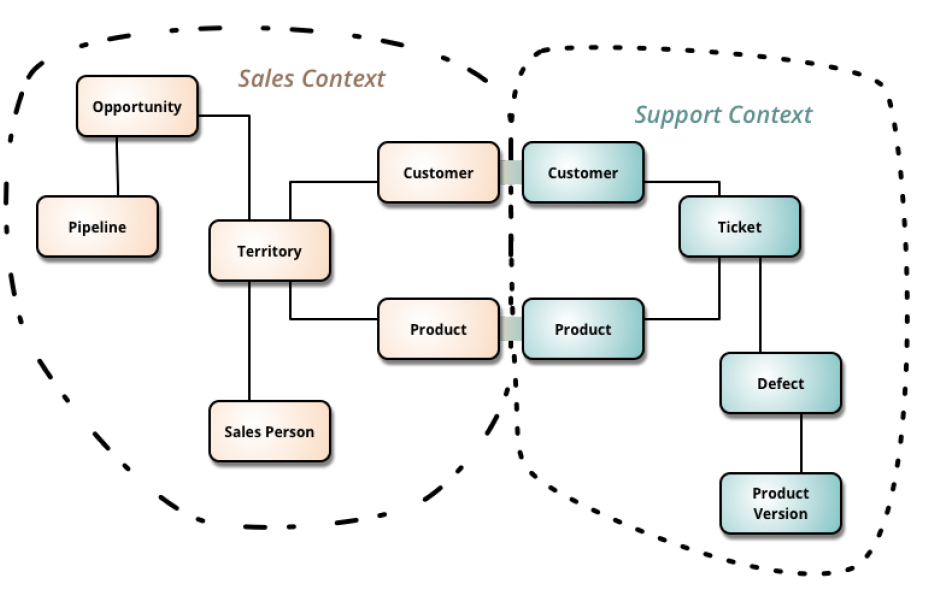 Sales Context
Opportunity
Pipeline
Territory
Customer
Product
Sales Person
Support Context
Customer
Product
Ticket
Defect
Product
Version